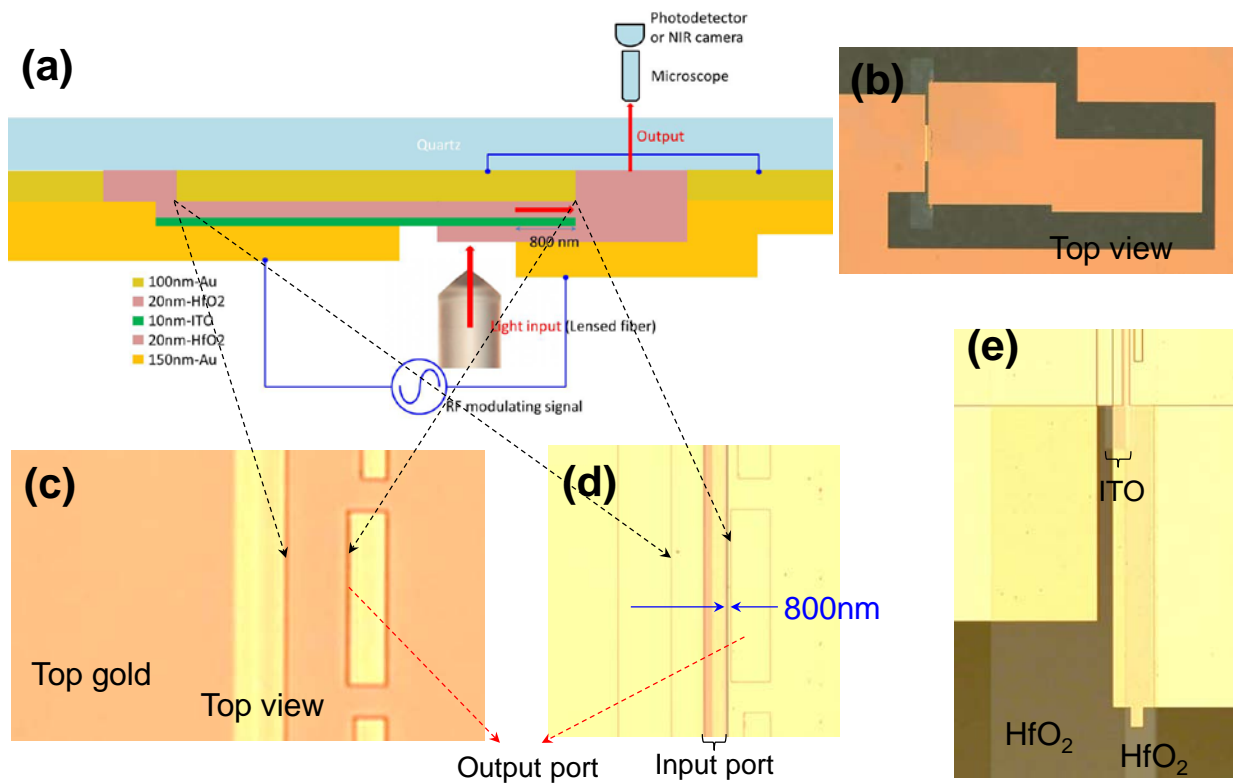 (a)
Photodetector
or NIR camera
Microscope
Output
Quartz
800 nm
100nm-Au
20nm-HfO2
10nm-ITO
20nm-HfO2
150nm-Au
Light input (Lensed fiber)
RF modulating signal
(b)
Top view
(c)
Top gold
Top view
(d)
800nm
Output port
Input port
(e)
ITO
HfO₂
HfO₂